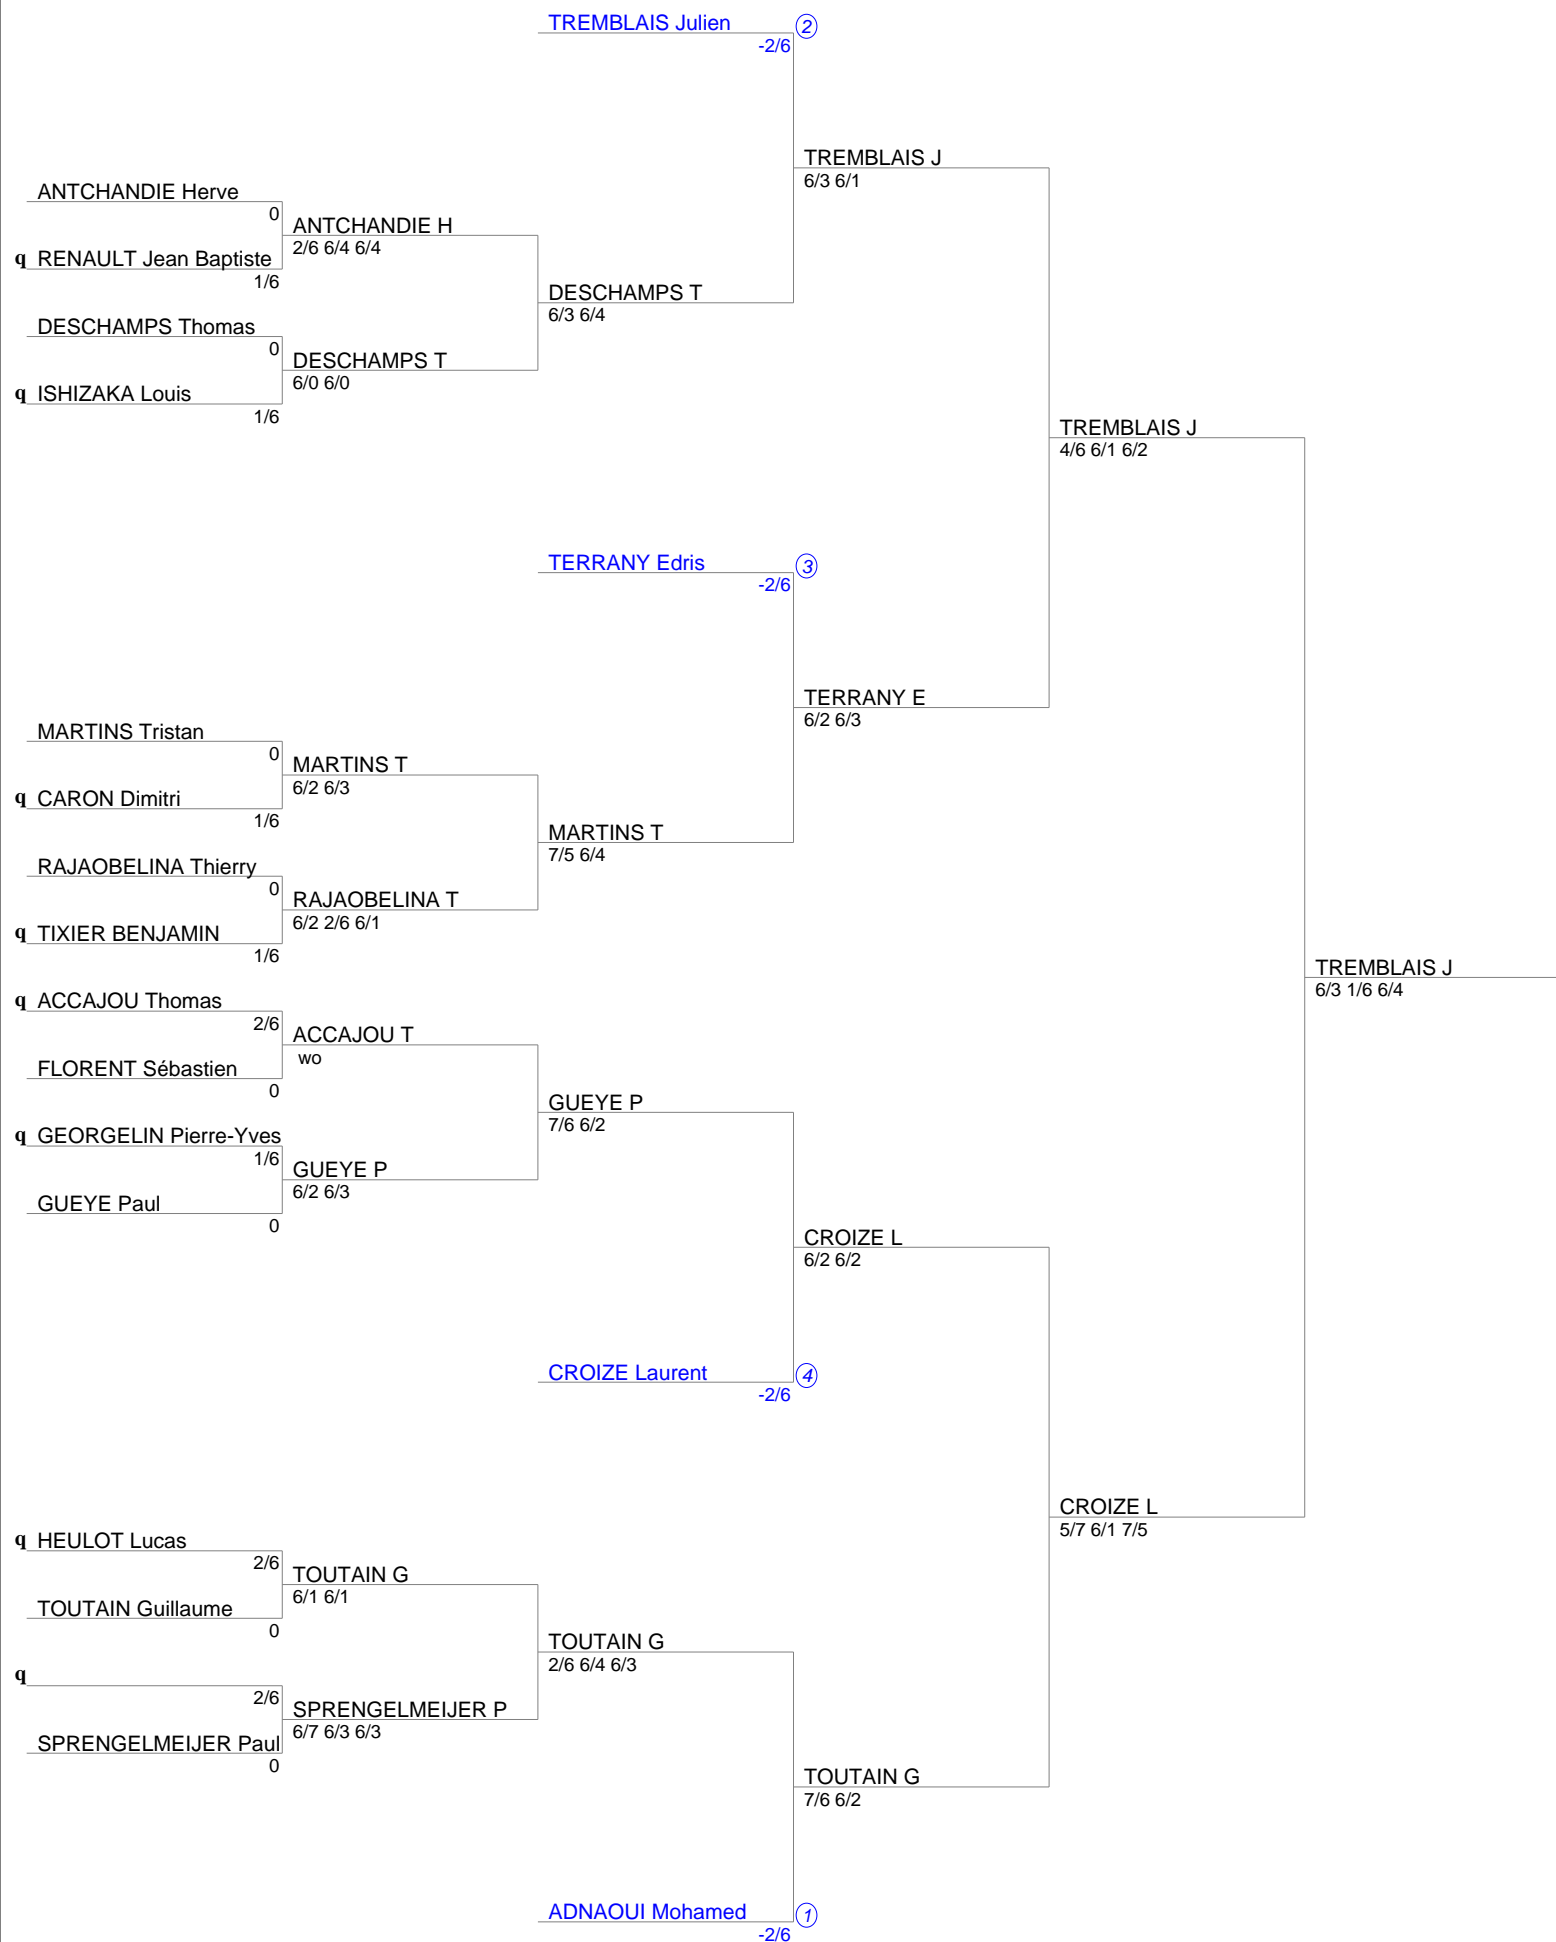 TREMBLAIS Julien 2
-2/6
TREMBLAIS J
6/3 6/1
ANTCHANDIE Herve
0
ANTCHANDIE H
2/6 6/4 6/4
q RENAULT Jean Baptiste
1/6
DESCHAMPS T
6/3 6/4
DESCHAMPS Thomas
0
DESCHAMPS T
6/0 6/0
q ISHIZAKA Louis
1/6
TREMBLAIS J
4/6 6/1 6/2
TERRANY Edris 3
-2/6
TERRANY E
6/2 6/3
MARTINS Tristan
0
MARTINS T
6/2 6/3
q CARON Dimitri
1/6
MARTINS T
7/5 6/4
RAJAOBELINA Thierry
0
RAJAOBELINA T
6/2 2/6 6/1
q TIXIER BENJAMIN
1/6
TREMBLAIS J
6/3 1/6 6/4
q ACCAJOU Thomas
2/6
ACCAJOU T
wo
FLORENT Sébastien
0
GUEYE P
7/6 6/2
q GEORGELIN Pierre-Yves
1/6
GUEYE P
6/2 6/3
GUEYE Paul
0
CROIZE L
6/2 6/2
CROIZE Laurent 4
-2/6
CROIZE L
5/7 6/1 7/5
q HEULOT Lucas
2/6
TOUTAIN G
6/1 6/1
TOUTAIN Guillaume
0
TOUTAIN G
2/6 6/4 6/3
q
2/6
SPRENGELMEIJER P
6/7 6/3 6/3
SPRENGELMEIJER Paul
0
TOUTAIN G
7/6 6/2
ADNAOUI Mohamed 1
-2/6